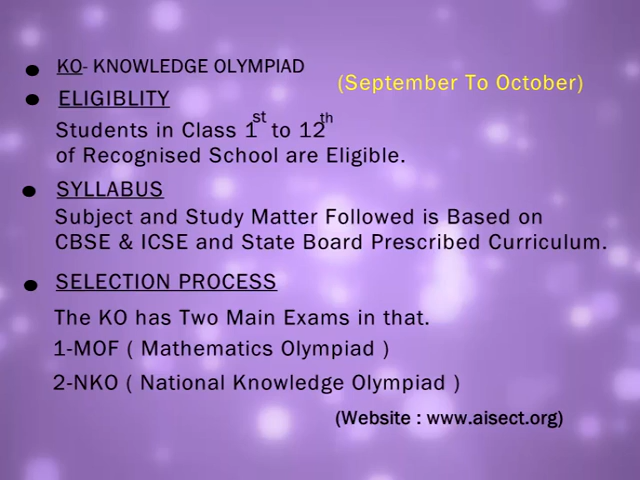 KO- KNOWLEDGE OLYMPIAD
(September To October)
ELIGIBLITY
Students in Class 1st to 12th
of Recognised School are Eligible.
SYLLABUS
Subject and Study Matter Followed is Based on
CBSE & ICSE and State Board Prescribed Curriculum.
SELECTION PROCESS
The KO has Two Main Exams in that.
1-MOF ( Mathematics Olympiad )
2-NKO ( National Knowledge Olympiad )
(Website : www.aisect.org)